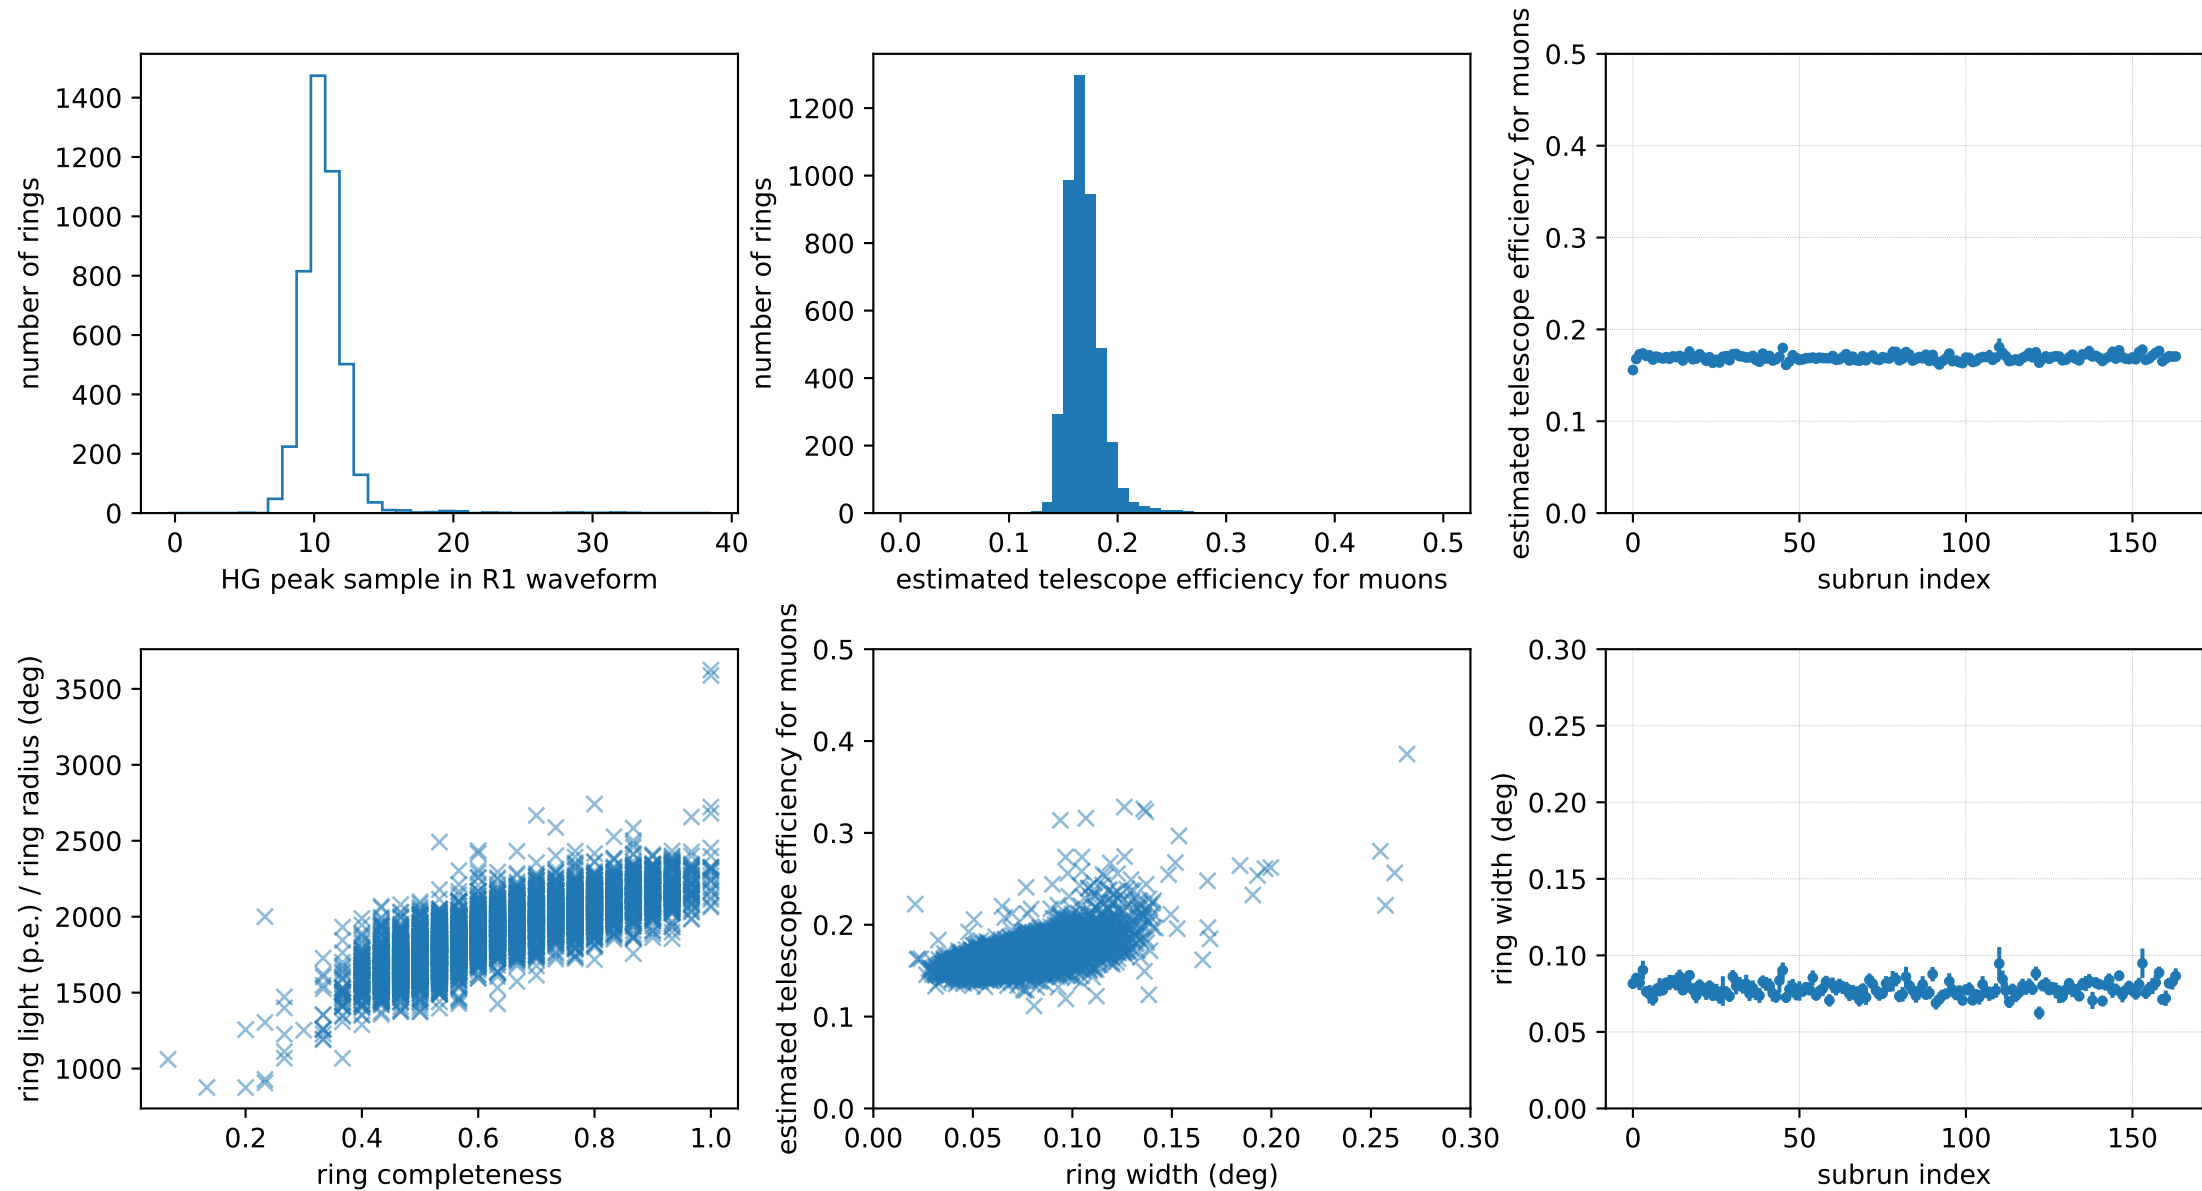 1400
1200
1000
800
600
400
200
0
number of rings
0 10 20 30 40
HG peak sample in R1 waveform
1200
1000
800
600
400
200
0
number of rings
0.0 0.1 0.2 0.3 0.4 0.5
estimated telescope efficiency for muons
0.5
0.4
0.3
0.2
0.1
0.0
estimated telescope efficiency for muons
0 50 100 150
subrun index
3500
3000
2500
2000
1500
1000
ring light (p.e.) / ring radius (deg)
0.2 0.4 0.6 0.8 1.0
ring completeness
0.5
0.4
0.3
0.2
0.1
0.0
estimated telescope efficiency for muons
0.00 0.05 0.10 0.15 0.20 0.25 0.30
ring width (deg)
0.30
0.25
0.20
0.15
0.10
0.05
0.00
ring width (deg)
0 50 100 150
subrun index